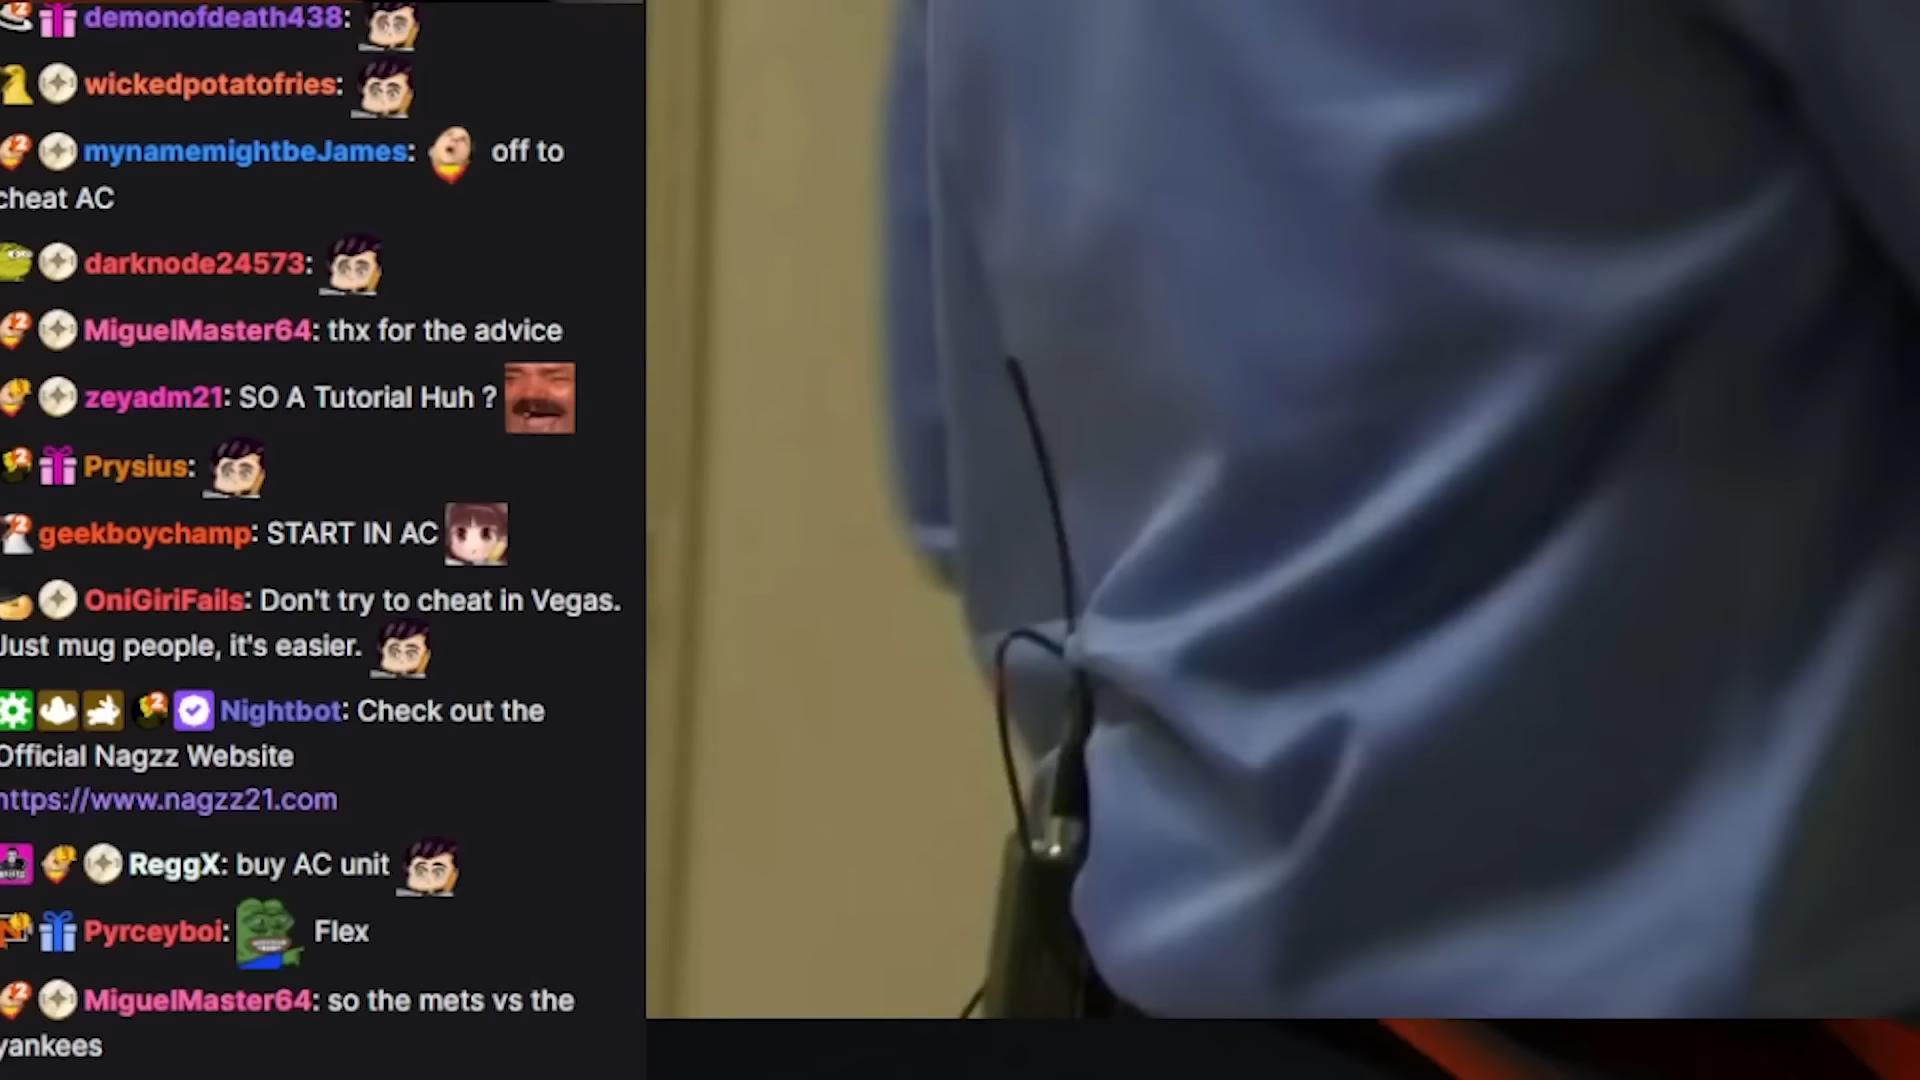 demonofdeath438:
wickedpotatofries:
mynamemightbeJames: off to
cheat AC
darknode24573:
MiguelMaster64: thx for the advice
zeyadm21: SO A Tutorial Huh ?
Prysius:
geekboychamp: START IN AC
OniGiriFails: Don't try to cheat in Vegas.
Just mug people, it's easier.
Nightbot: Check out the
Official Nagzz Website
https://www.nagzz21.com
ReggX: buy AC unit
Pyrceyboi: Flex
MiguelMaster64: so the mets vs the
yankees